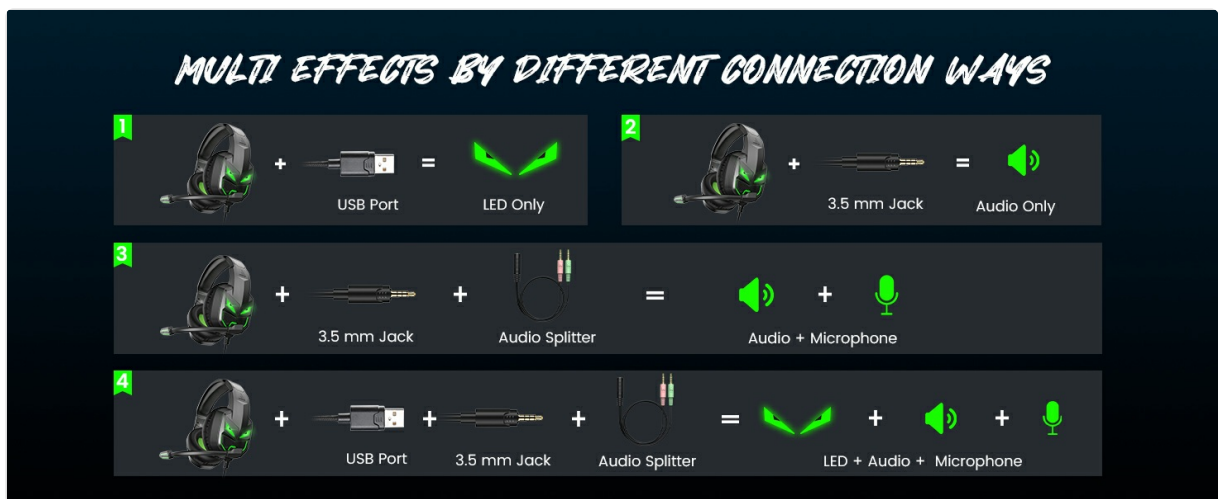 MULTI EFFECTS BY DIFFERENT CONNECTION WAYS
1
USB Port
LED Only
2
3.5 mm Jack
Audio Only
3
3.5 mm Jack
Audio Splitter
Audio + Microphone
4
USB Port
3.5 mm Jack
Audio Splitter
LED + Audio + Microphone